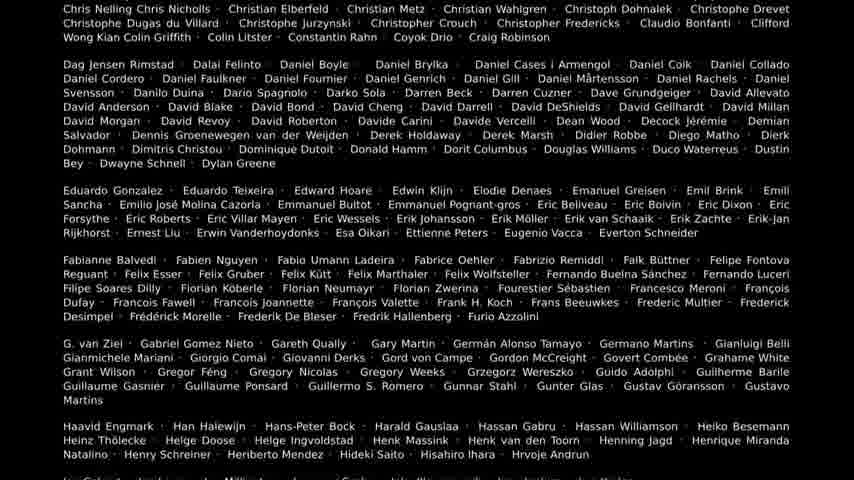 Chris Nelling Chris Nicholls · Christian Elberfeld · Christian Metz · Christian Wahlgren · Christoph Dohnalek · Christophe Drevet
Christophe Dugas du Villard · Christophe Jurzynski · Christopher Crouch · Christopher Fredericks · Claudio Bonfanti · Clifford
Wong Kian Colin Griffith · Colin Litster · Constantin Rahn · Coyok Drio · Craig Robinson
Dag Jensen Rimstad · Dalai Felinto · Daniel Boyle · Daniel Brylka · Daniel Cases i Armengol · Daniel Coik · Daniel Collado
Daniel Cordero · Daniel Faulkner · Daniel Fournier · Daniel Genrich · Daniel Gill · Daniel Mårtensson · Daniel Rachels · Daniel
Svensson · Danilo Duina · Dario Spagnolo · Darko Sola · Darren Beck · Darren Cuzner · Dave Grundgeiger · David Allevato
David Anderson · David Blake · David Bond · David Cheng · David Darrell · David DeShields · David Gellhardt · David Millan
David Morgan · David Revoy · David Roberton · Davide Carini · Davide Vercelli · Dean Wood · Decock Jérémie · Demian
Salvador · Dennis Groenewegen van der Weijden · Derek Holdaway · Derek Marsh · Didier Robbe · Diego Matho · Dierk
Dohmann · Dimitris Christou · Dominique Dutoit · Donald Hamm · Dorit Columbus · Douglas Williams · Duco Waterreus · Dustin
Bey · Dwayne Schnell · Dylan Greene
Eduardo Gonzalez · Eduardo Teixeira · Edward Hoare · Edwin Klijn · Elodie Denaes · Emanuel Greisen · Emil Brink · Emili
Sancha · Emilio José Molina Cazorla · Emmanuel Bultot · Emmanuel Pognant-gros · Eric Beliveau · Eric Boivin · Eric Dixon · Eric
Forsythe · Eric Roberts · Eric Villar Mayen · Eric Wessels · Erik Johansson · Erik Möller · Erik van Schaaik · Erik Zachte · Erik-Jan
Rijkhorst · Ernest Liu · Erwin Vanderhoydonks · Esa Oikari · Ettienne Peters · Eugenio Vacca · Everton Schneider
Fabianne Balvedi · Fabien Nguyen · Fabio Umann Ladeira · Fabrice Oehler · Fabrizio Remiddi · Falk Büttner · Felipe Fontova
Reguant · Felix Esser · Felix Gruber · Felix Kütt · Felix Marthaler · Felix Wolfsteller · Fernando Buelna Sánchez · Fernando Luceri
Filipe Soares Dilly · Florian Köberle · Florian Neumayr · Florian Zwerina · Fourestier Sébastien · Francesco Meroni · François
Dufay · Francois Fawell · Francois Joannette · François Valette · Frank H. Koch · Frans Beeuwkes · Frederic Multier · Frederick
Desimpel · Frédérick Morelle · Frederik De Bleser · Fredrik Hallenberg · Furio Azzolini
G. van Ziel · Gabriel Gomez Nieto · Gareth Qually · Gary Martin · Germán Alonso Tamayo · Germano Martins · Gianluigi Belli
Gianmichele Mariani · Giorgio Comai · Giovanni Derks · Gord von Campe · Gordon McCreight · Govert Combée · Grahame White
Grant Wilson · Gregor Féng · Gregory Nicolas · Gregory Weeks · Grzegorz Wereszko · Guido Adolphi · Guilherme Barile
Guillaume Gasnier · Guillaume Ponsard · Guillermo S. Romero · Gunnar Stahl · Gunter Glas · Gustav Göransson · Gustavo
Martins
Haavid Engmark · Han Halewijn · Hans-Peter Bock · Harald Gauslaa · Hassan Gabru · Hassan Williamson · Heiko Besemann
Heinz Thölecke · Helge Doose · Helge Ingvoldstad · Henk Massink · Henk van den Toorn · Henning Jagd · Henrique Miranda
Natalino · Henry Schreiner · Heriberto Mendez · Hideki Saito · Hisahiro Ihara · Hrvoje Andrun